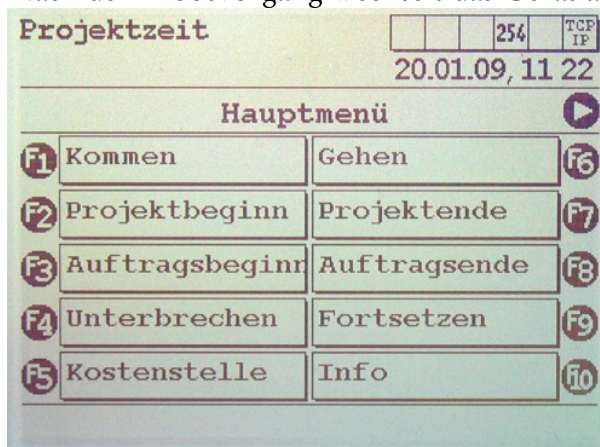 Projektzeit
254 TCP IP
20.01.09, 11 22
Hauptmenü
F1 Kommen Gehen F6
F2 Projektbeginn Projektende F7
F3 Auftragsbeginn Auftragsende F8
F4 Unterbrechen Fortsetzen F9
F5 Kostenstelle Info F10